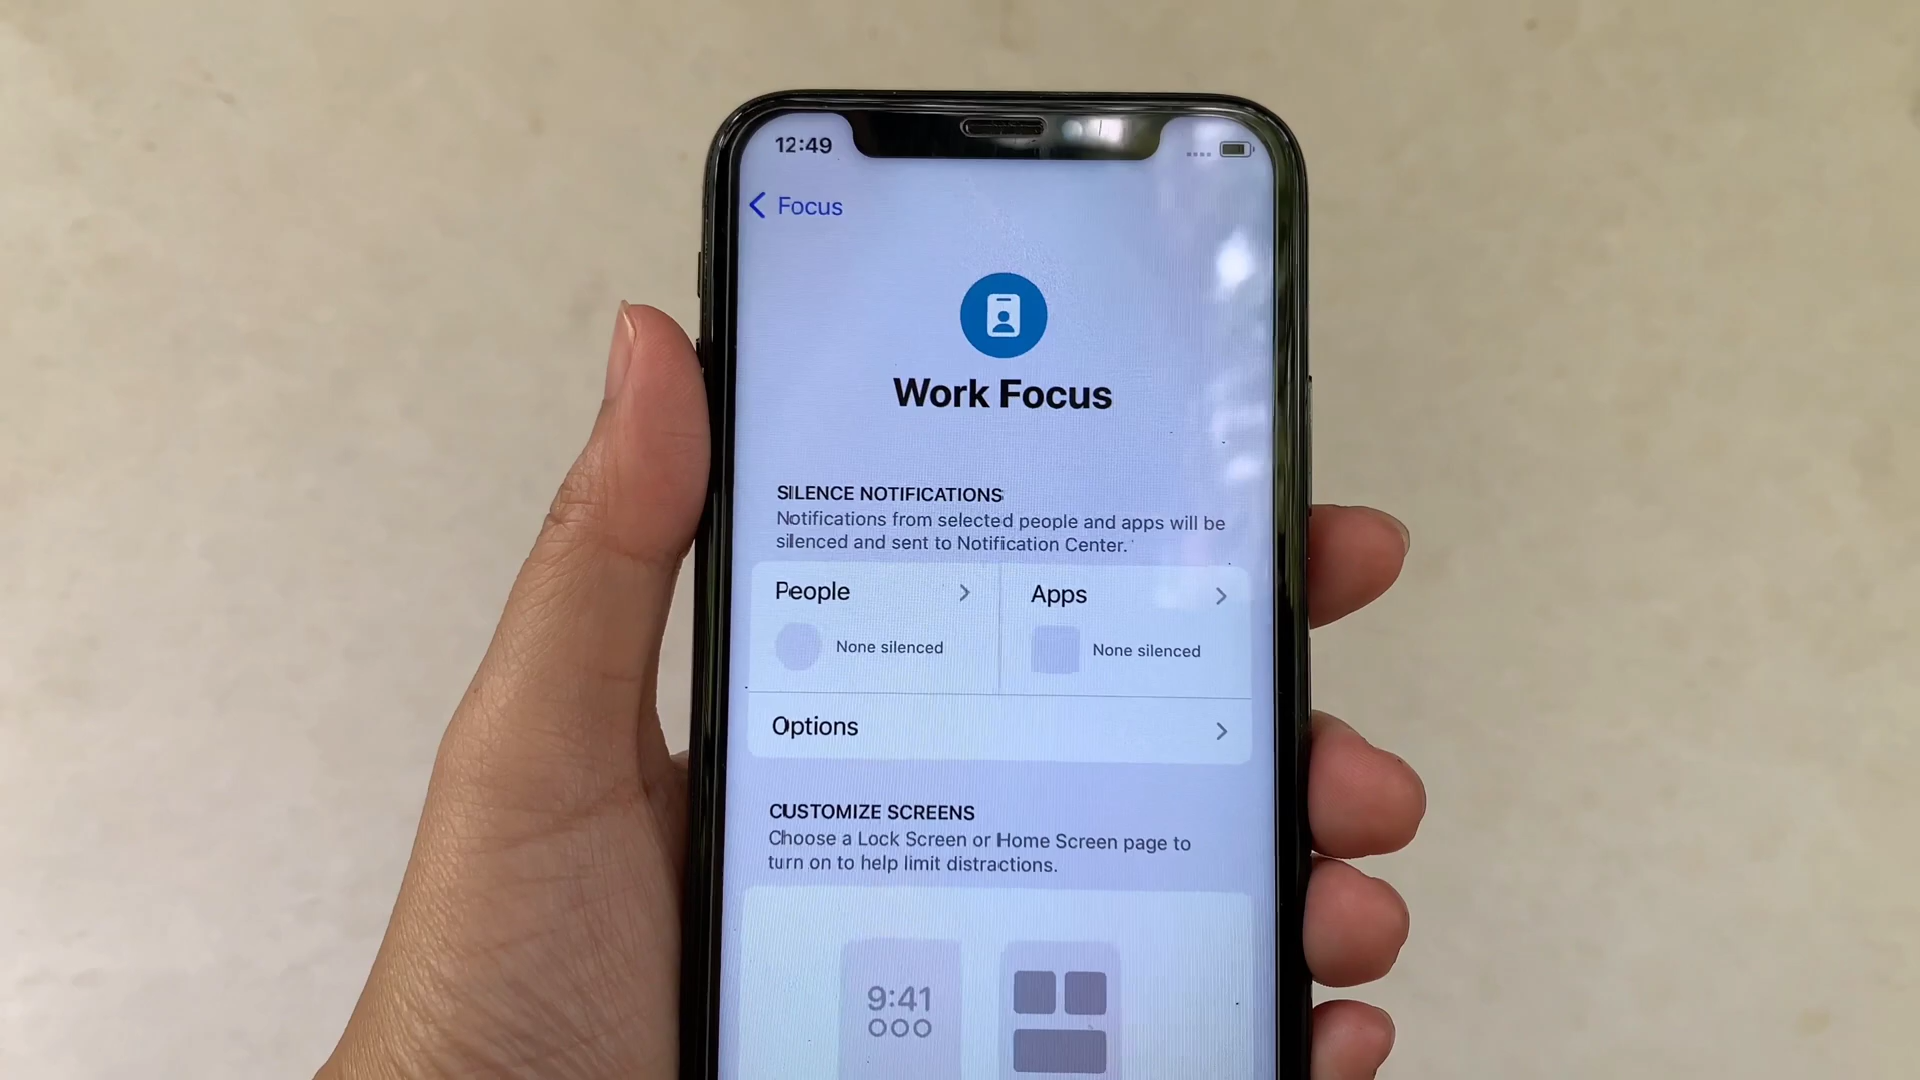 12:49
Focus
Work Focus
SILENCE NOTIFICATIONS
Notifications from selected people and apps will be
silenced and sent to Notification Center.
People
Apps
None silenced
None silenced
Options
CUSTOMIZE SCREENS
Choose a Lock Screen or Home Screen page to
turn on to help limit distractions.
9:41